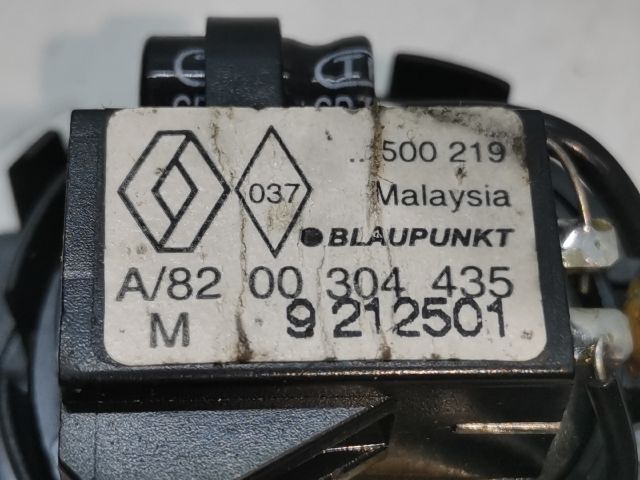 ...500 219
037
Malaysia
BLAUPUNKT
A/82 00 304 435
M 9 212501